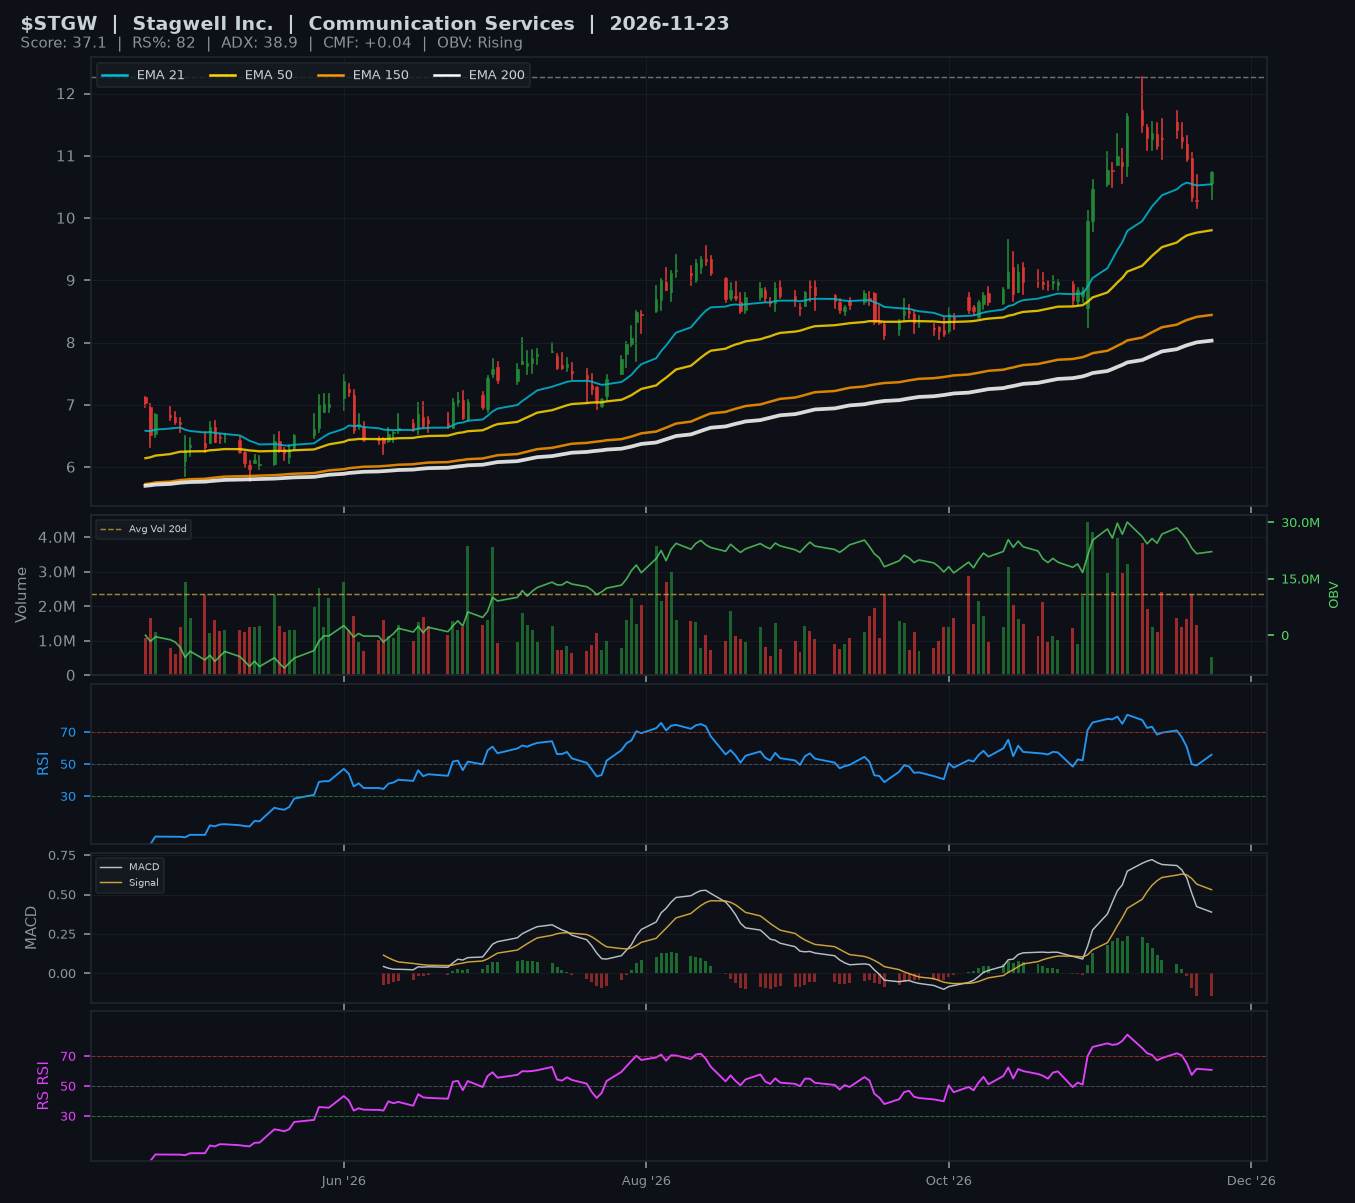 $STGW | Stagwell Inc. | Communication Services | 2026-11-23
Score: 37.1 | RS%: 82 | ADX: 38.9 | CMF: +0.04 | OBV: Rising
EMA 21 EMA 50 EMA 150 EMA 200
12
11
10
9
8
7
6
Avg Vol 20d
Volume
4.0M
3.0M
2.0M
1.0M
0
30.0M
15.0M
0
OBV
RSI
70
50
30
MACD
Signal
MACD
0.75
0.50
0.25
0.00
RS RSI
70
50
30
Jun '26 Aug '26 Oct '26 Dec '26